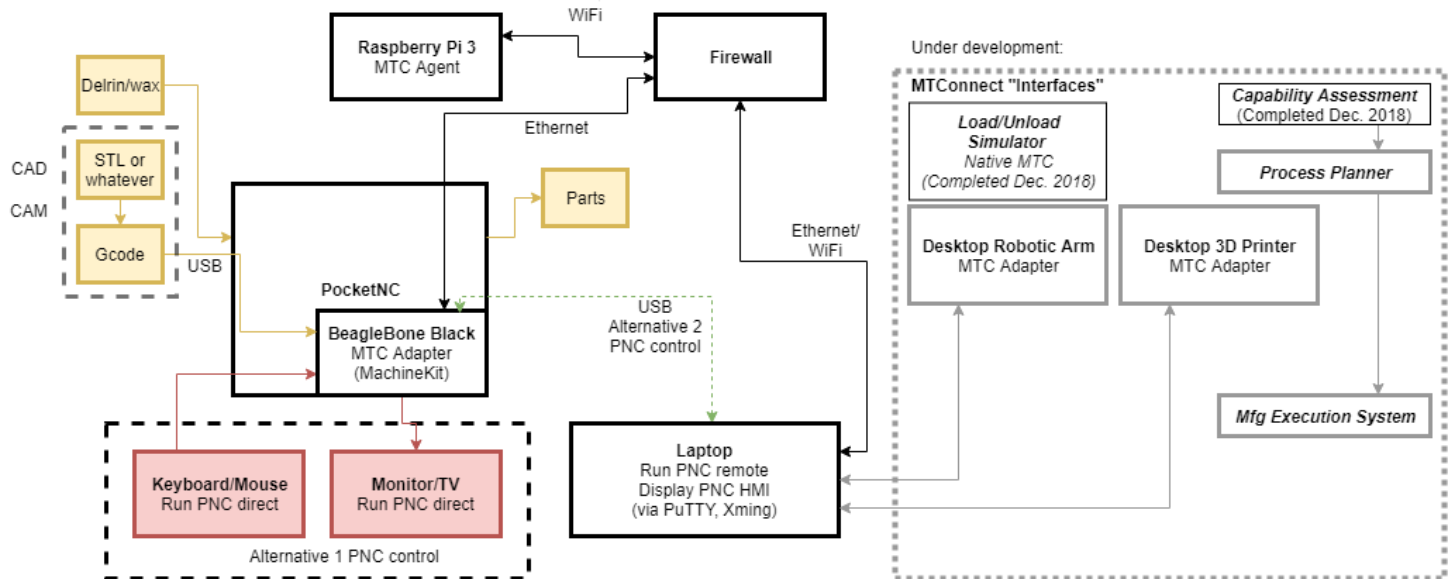 WiFi
Raspberry Pi 3
MTC Agent
Firewall
Under development:
Delrin/wax
Ethernet
MTConnect "Interfaces"
Load/Unload
Simulator
Native MTC
(Completed Dec. 2018)
Capability Assessment
(Completed Dec. 2018)
Process Planner
CAD
STL or
whatever
CAM
Gcode
USB
Parts
Ethernet/
WiFi
Desktop Robotic Arm
MTC Adapter
Desktop 3D Printer
MTC Adapter
PocketNC
BeagleBone Black
MTC Adapter
(MachineKit)
USB
Alternative 2
PNC control
Mfg Execution System
Keyboard/Mouse
Run PNC direct
Monitor/TV
Run PNC direct
Alternative 1 PNC control
Laptop
Run PNC remote
Display PNC HMI
(via PuTTY, Xming)